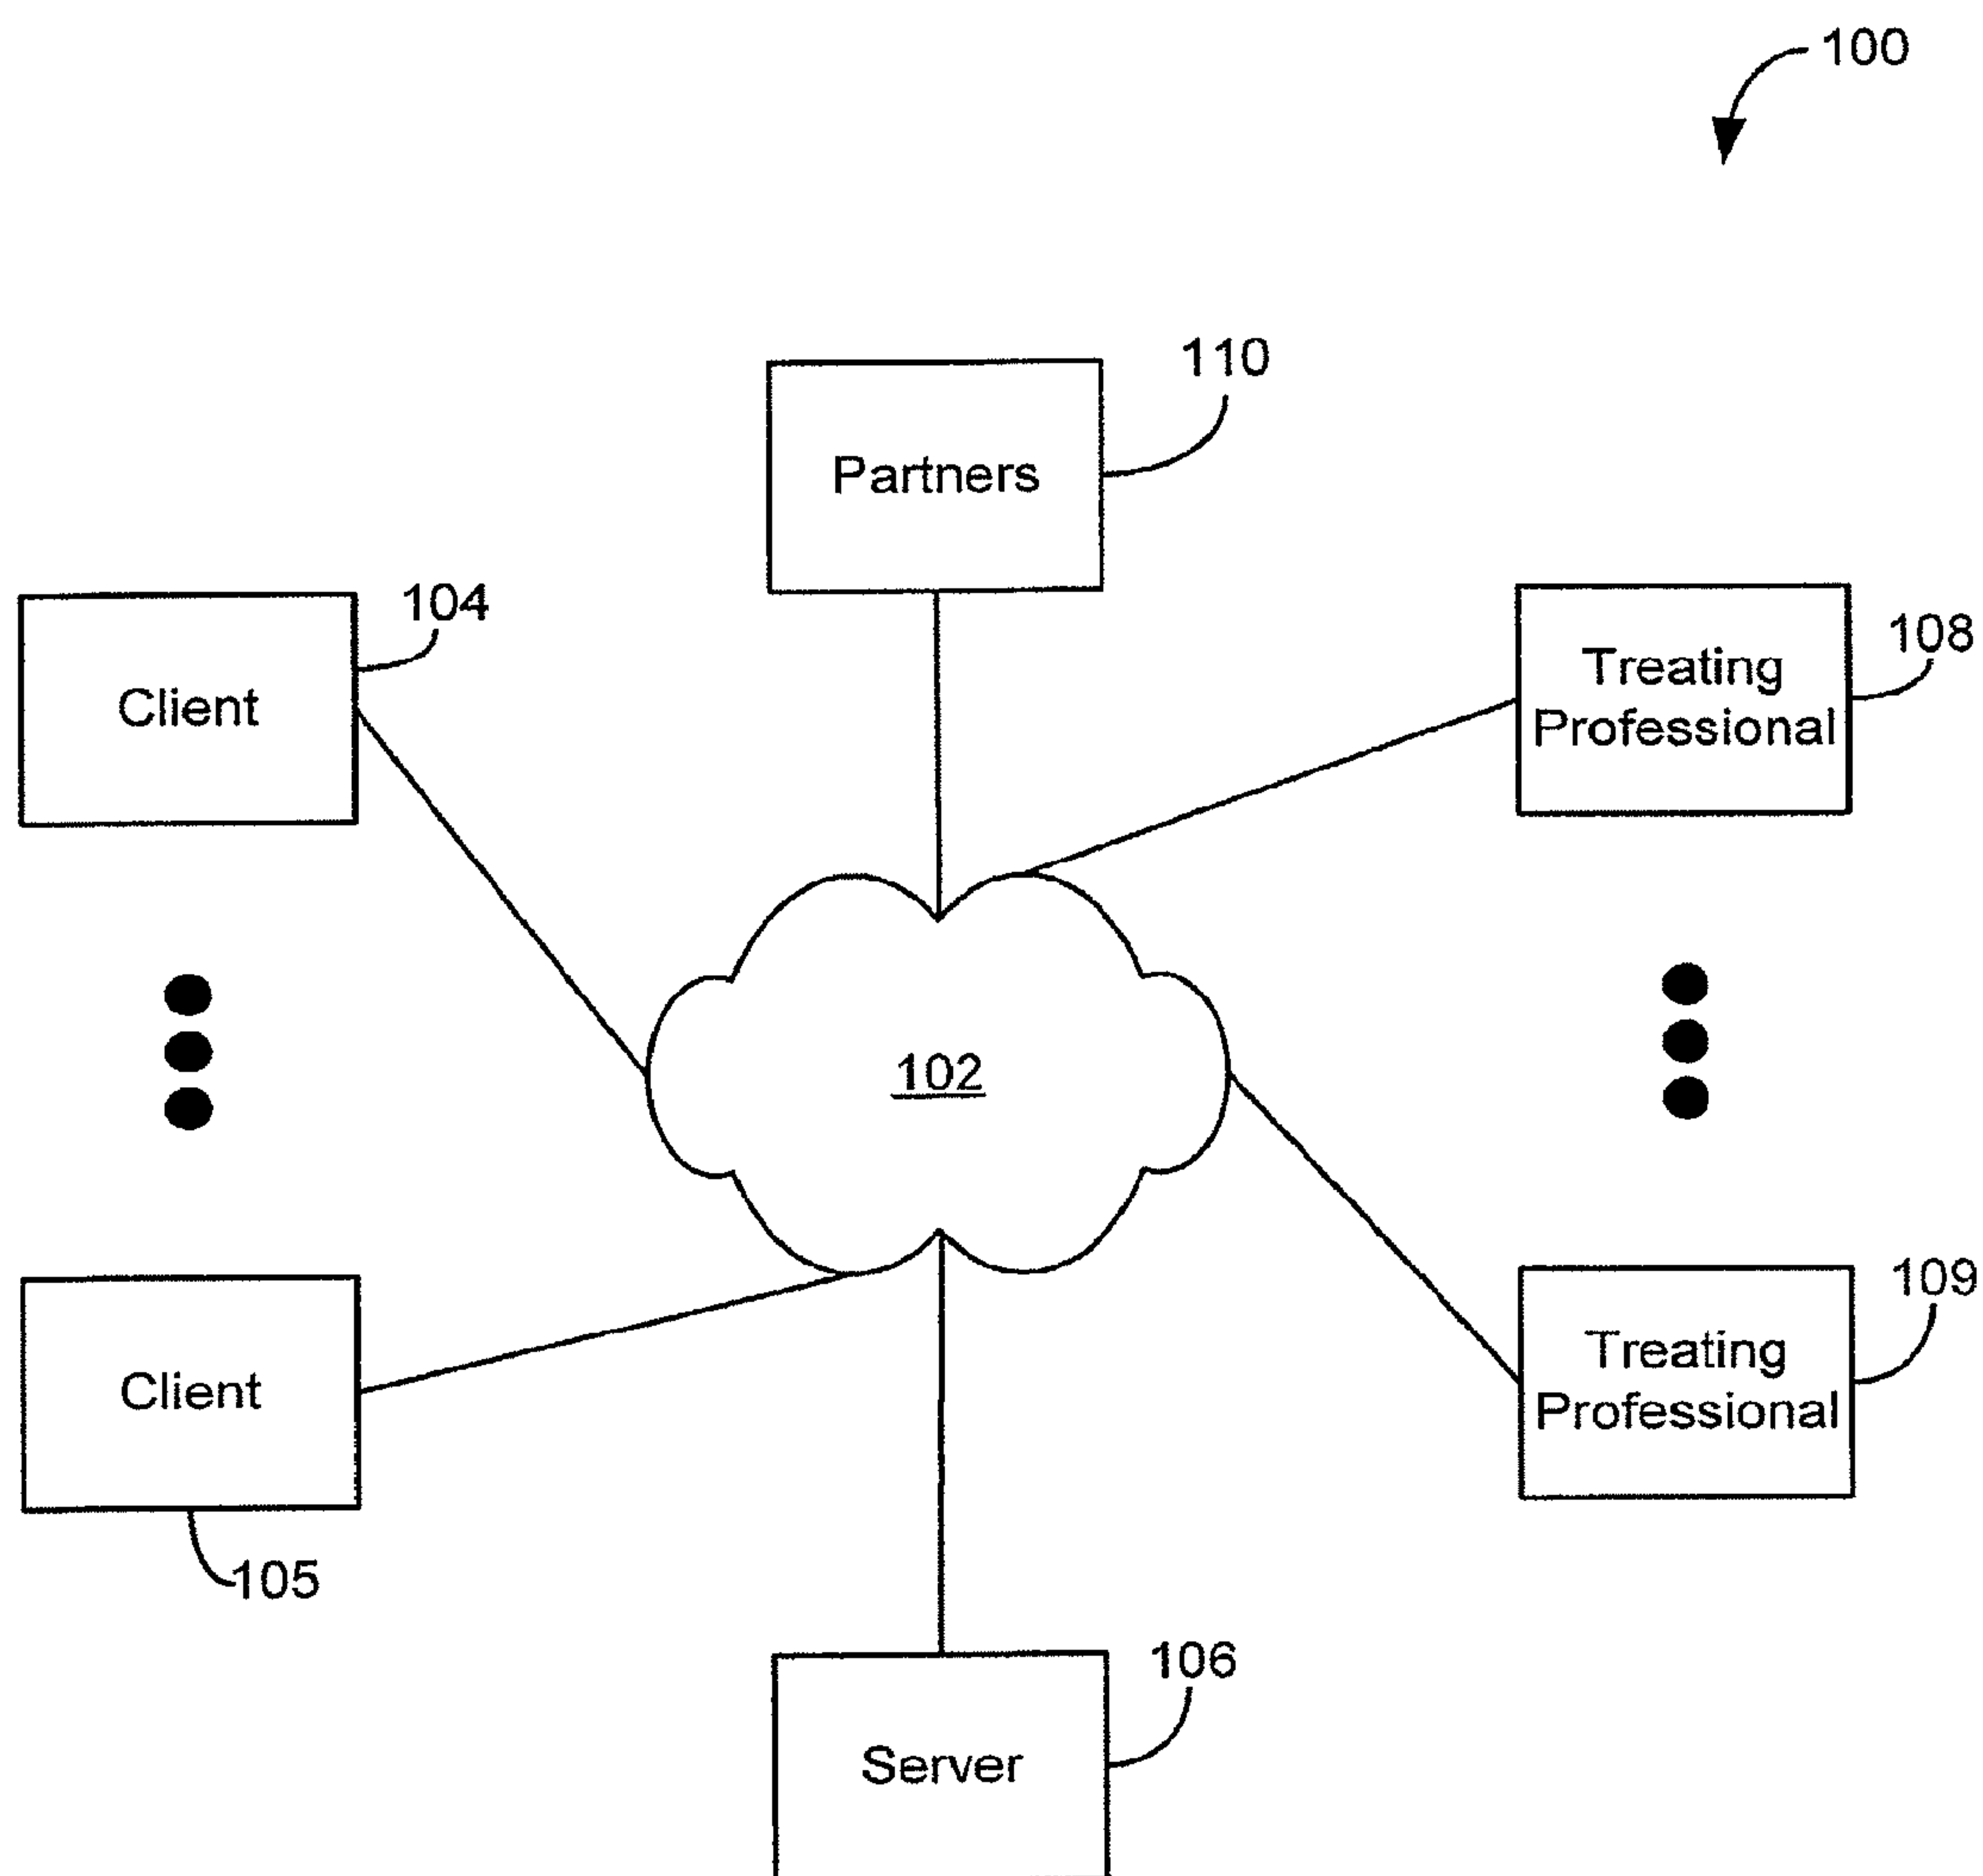 100
110
Partners
104
Client
108
Treating
Professional
102
109
Treating
Professional
Client
105
106
Server